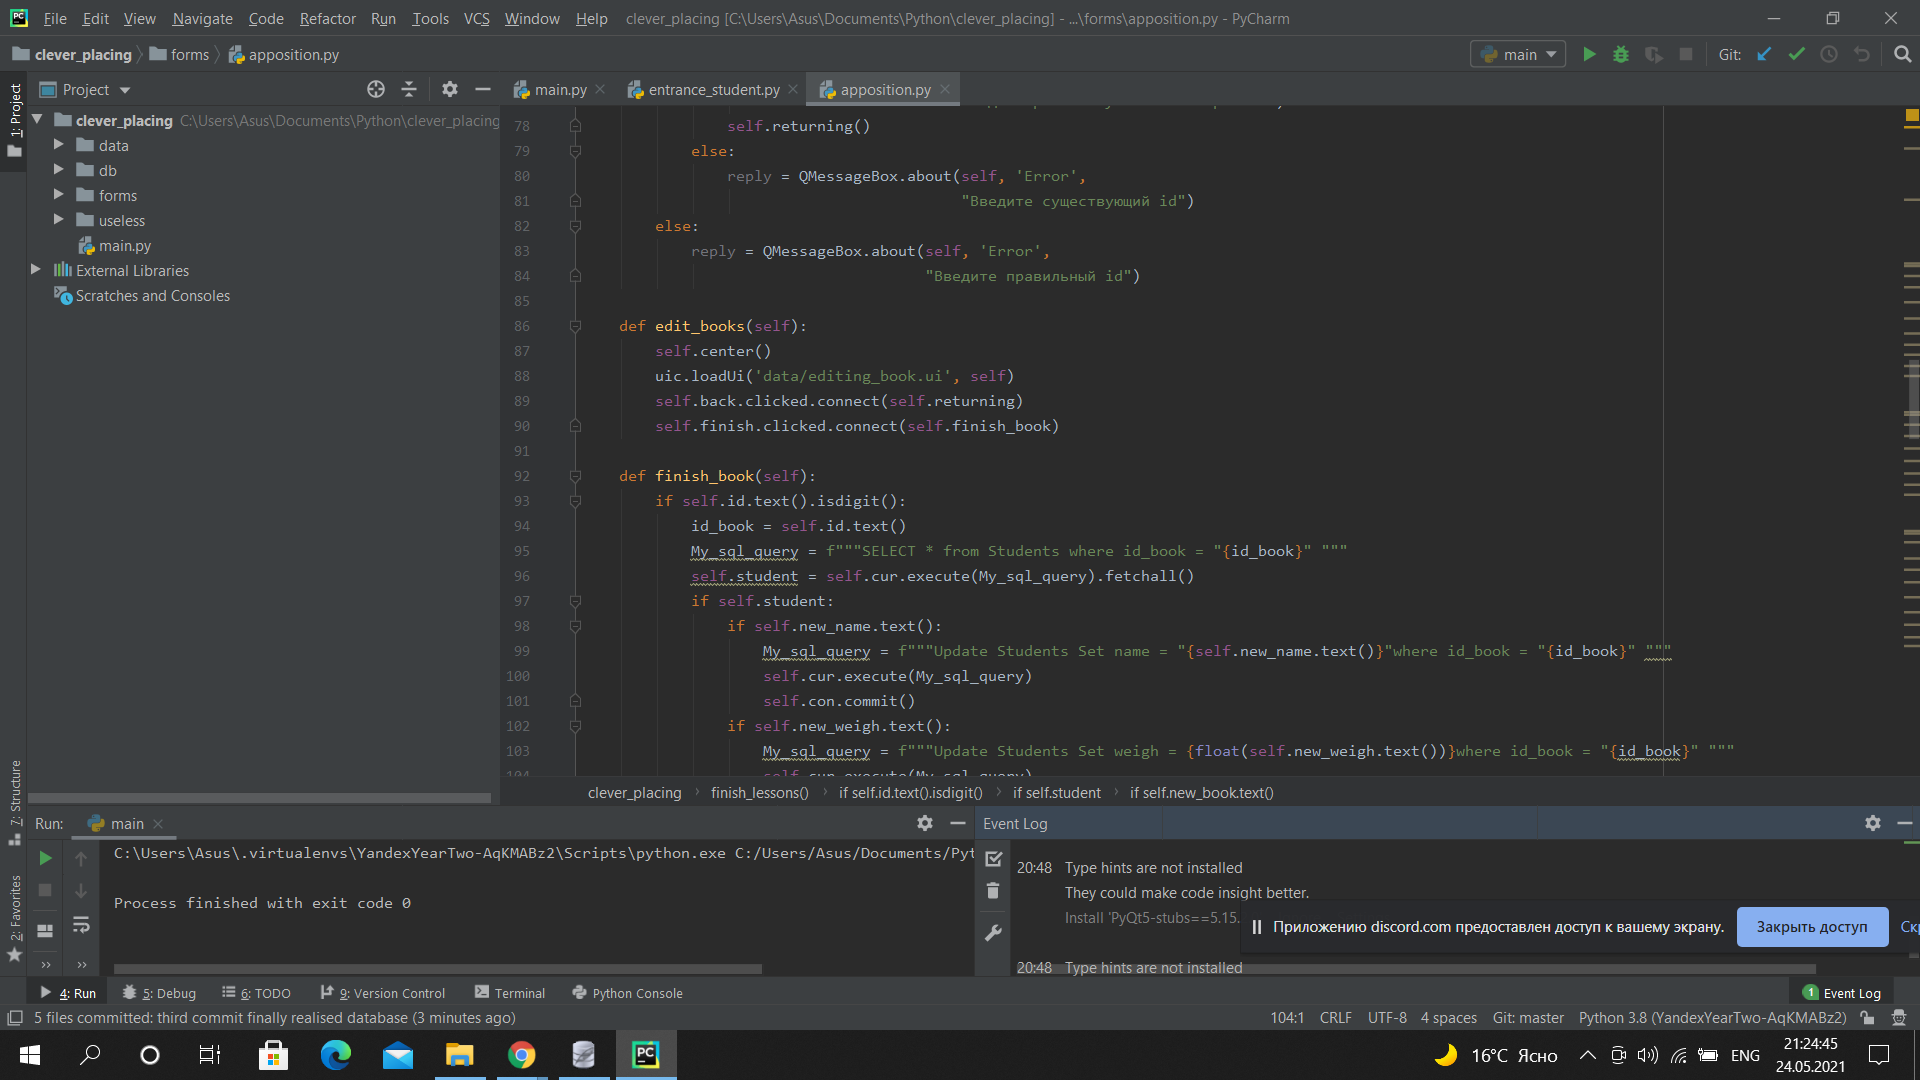 File Edit View Navigate Code Refactor Run Tools VCS Window Help clever_placing [C:\Users\Asus\Documents\Python\clever_placing] - ...\forms\apposition.py - PyCharm
clever_placing forms apposition.py main Git:
1: Project
Project
main.py entrance_student.py apposition.py
clever_placing C:\Users\Asus\Documents\Python\clever_placing
data
db
forms
useless
main.py
External Libraries
Scratches and Consoles
78 self.returning()
79 else:
80 reply = QMessageBox.about(self, 'Error',
81 "Введите существующий id")
82 else:
83 reply = QMessageBox.about(self, 'Error',
84 "Введите правильный id")
85
86 def edit_books(self):
87 self.center()
88 uic.loadUi('data/editing_book.ui', self)
89 self.back.clicked.connect(self.returning)
90 self.finish.clicked.connect(self.finish_book)
91
92 def finish_book(self):
93 if self.id.text().isdigit():
94 id_book = self.id.text()
95 My_sql_query = f"""SELECT * from Students where id_book = "{id_book}" """
96 self.student = self.cur.execute(My_sql_query).fetchall()
97 if self.student:
98 if self.new_name.text():
99 My_sql_query = f"""Update Students Set name = "{self.new_name.text()}"where id_book = "{id_book}" """
100 self.cur.execute(My_sql_query)
101 self.con.commit()
102 if self.new_weigh.text():
103 My_sql_query = f"""Update Students Set weigh = {float(self.new_weigh.text())}where id_book = "{id_book}" """
104 self.cur.execute(My_sql_query)
clever_placing finish_lessons() if self.id.text().isdigit() if self.student if self.new_book.text()
7: Structure
2: Favorites
Run: main
C:\Users\Asus\.virtualenvs\YandexYearTwo-AqKMABz2\Scripts\python.exe C:/Users/Asus/Documents/Pyt
Process finished with exit code 0
Event Log
20:48 Type hints are not installed
They could make code insight better.
Install 'PyQt5-stubs==5.15.
20:48 Type hints are not installed
Приложению discord.com предоставлен доступ к вашему экрану. Закрыть доступ Скр
4: Run 5: Debug 6: TODO 9: Version Control Terminal Python Console 1 Event Log
5 files committed: third commit finally realised database (3 minutes ago) 104:1 CRLF UTF-8 4 spaces Git: master Python 3.8 (YandexYearTwo-AqKMABz2)
PC 16°C Ясно ENG 21:24:45
24.05.2021